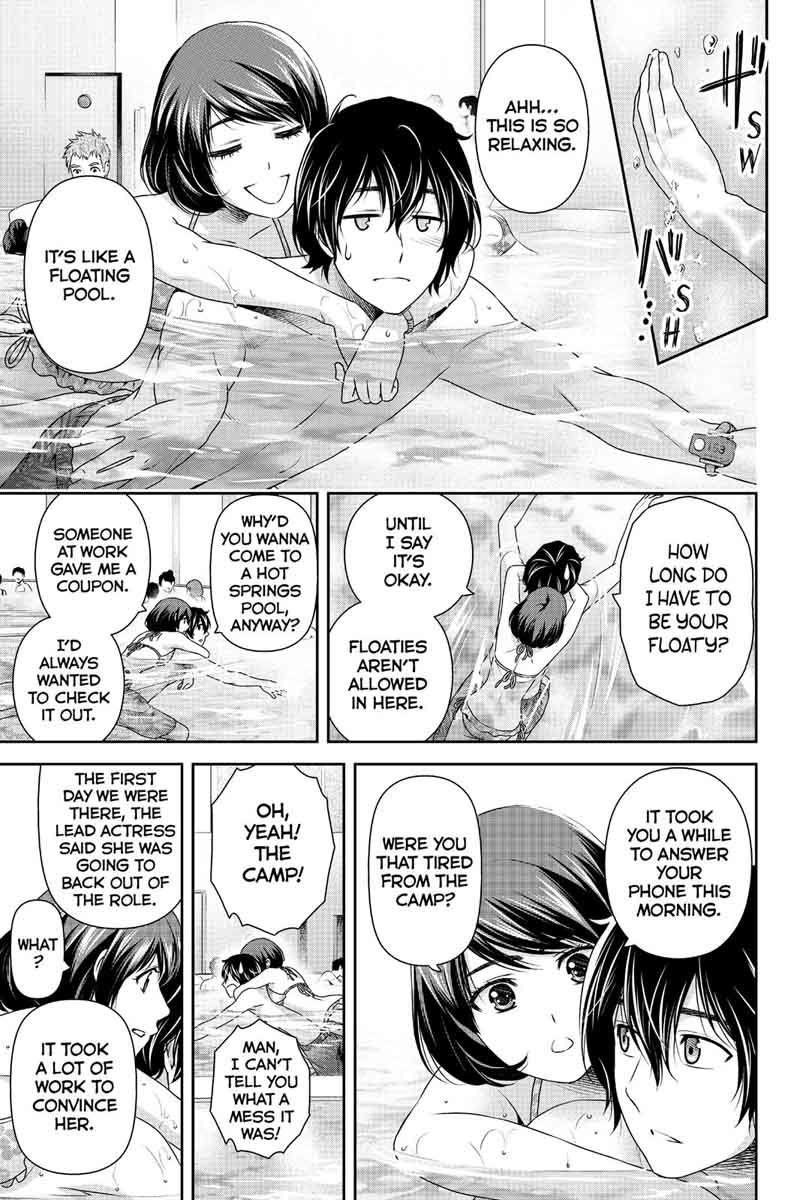 SW
SH
AHH...
THIS IS SO
RELAXING.
IT'S LIKE A
FLOATING
POOL.
HOW
LONG DO
I HAVE TO
BE YOUR
FLOATY?
UNTIL
I SAY
IT'S
OKAY.
FLOATIES
AREN'T
ALLOWED
IN HERE.
WHY'D
YOU WANNA
COME TO
A HOT
SPRINGS
POOL,
ANYWAY?
SOMEONE
AT WORK
GAVE ME A
COUPON.
I'D
ALWAYS
WANTED
TO CHECK
IT OUT.
IT TOOK
YOU A WHILE
TO ANSWER
YOUR
PHONE THIS
MORNING.
WERE YOU
THAT TIRED
FROM THE
CAMP?
OH,
YEAH!
THE
CAMP!
MAN,
I CAN'T
TELL YOU
WHAT A
MESS IT
WAS!
THE FIRST
DAY WE WERE
THERE, THE
LEAD ACTRESS
SAID SHE WAS
GOING TO
BACK OUT OF
THE ROLE.
WHAT
?
IT TOOK
A LOT OF
WORK TO
CONVINCE
HER.